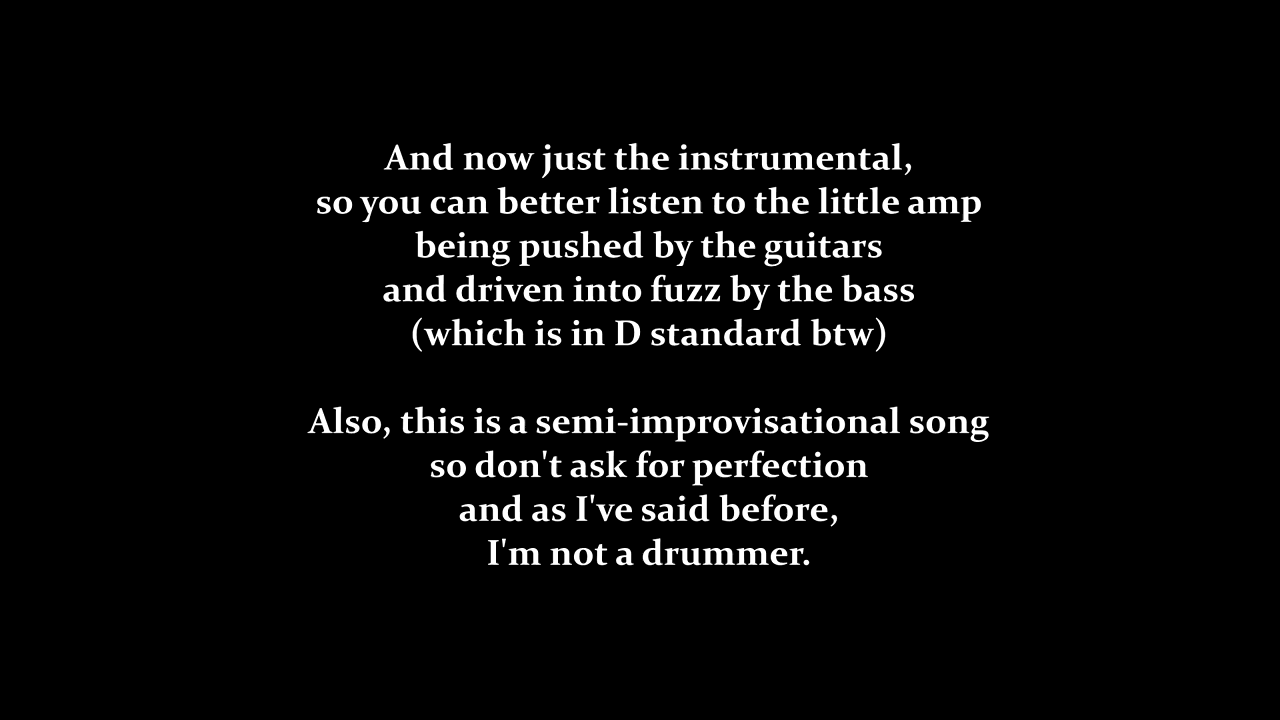 And now just the instrumental,
so you can better listen to the little amp
being pushed by the guitars
and driven into fuzz by the bass
(which is in D standard btw)
Also, this is a semi-improvisational song
so don't ask for perfection
and as I've said before,
I'm not a drummer.